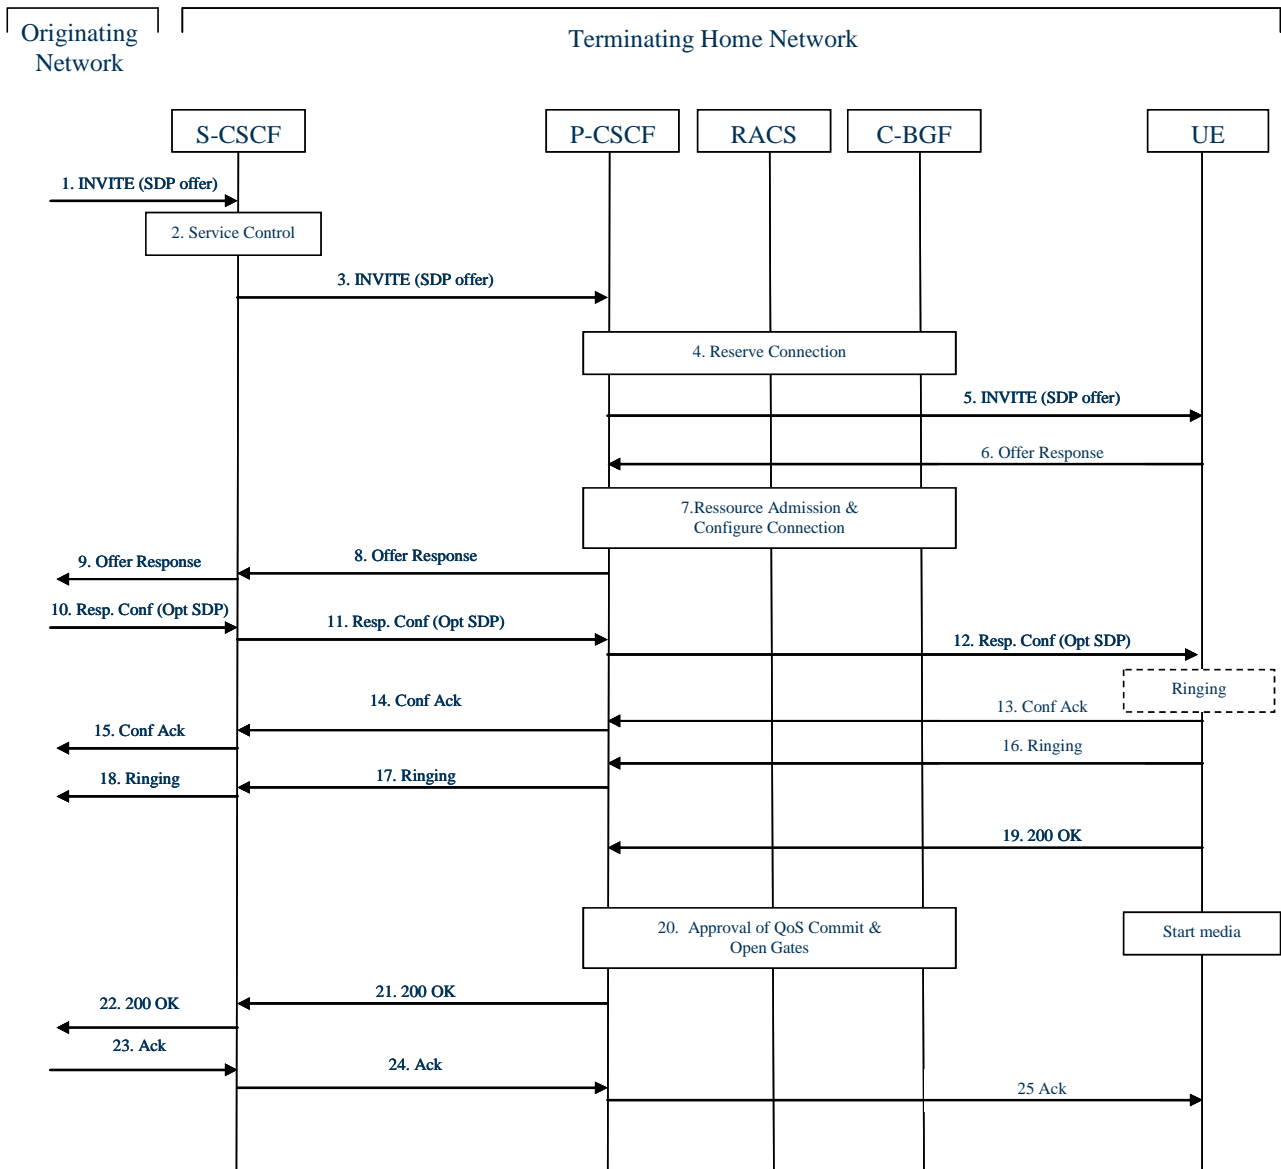 Originating
Network
Terminating Home Network
S-CSCF
P-CSCF
RACS
C-BGF
UE
1. INVITE (SDP offer)
2. Service Control
3. INVITE (SDP offer)
4. Reserve Connection
5. INVITE (SDP offer)
6. Offer Response
7.Ressource Admission &
Configure Connection
8. Offer Response
9. Offer Response
10. Resp. Conf (Opt SDP)
11. Resp. Conf (Opt SDP)
12. Resp. Conf (Opt SDP)
Ringing
13. Conf Ack
14. Conf Ack
15. Conf Ack
16. Ringing
17. Ringing
18. Ringing
19. 200 OK
20. Approval of QoS Commit &
Open Gates
Start media
21. 200 OK
22. 200 OK
23. Ack
24. Ack
25 Ack